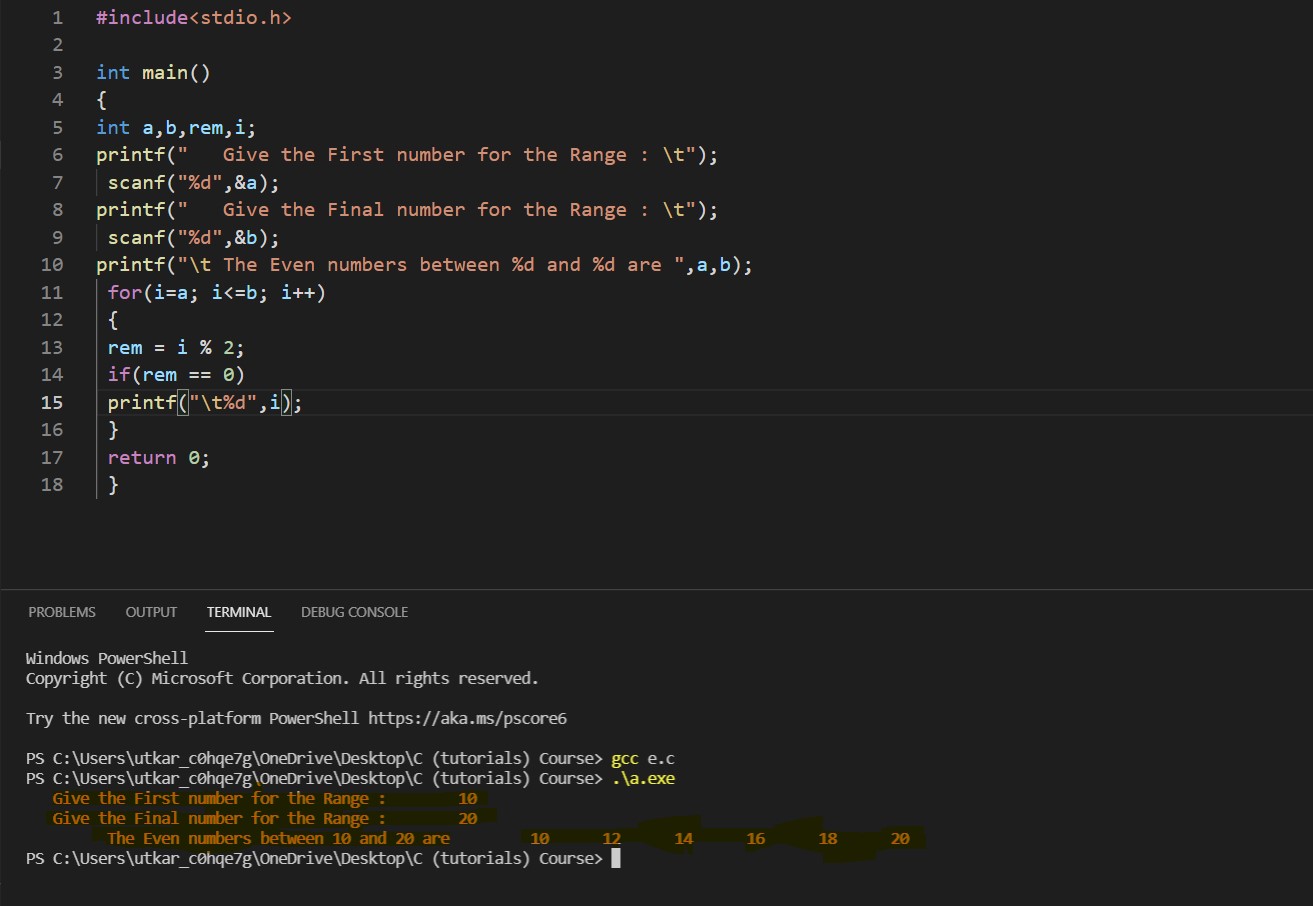 1 #include<stdio.h>
2
3 int main()
4 {
5 int a,b,rem,i;
6 printf("   Give the First number for the Range : \t");
7  scanf("%d",&a);
8 printf("   Give the Final number for the Range : \t");
9  scanf("%d",&b);
10 printf("\t The Even numbers between %d and %d are ",a,b);
11  for(i=a; i<=b; i++)
12  {
13  rem = i % 2;
14  if(rem == 0)
15  printf("\t%d",i);
16  }
17  return 0;
18  }
PROBLEMS OUTPUT TERMINAL DEBUG CONSOLE
Windows PowerShell
Copyright (C) Microsoft Corporation. All rights reserved.
Try the new cross-platform PowerShell https://aka.ms/pscore6
PS C:\Users\utkar_c0hqe7g\OneDrive\Desktop\C (tutorials) Course> gcc e.c
PS C:\Users\utkar_c0hqe7g\OneDrive\Desktop\C (tutorials) Course> .\a.exe
   Give the First number for the Range :        10
   Give the Final number for the Range :        20
         The Even numbers between 10 and 20 are         10      12      14      16      18      20
PS C:\Users\utkar_c0hqe7g\OneDrive\Desktop\C (tutorials) Course>